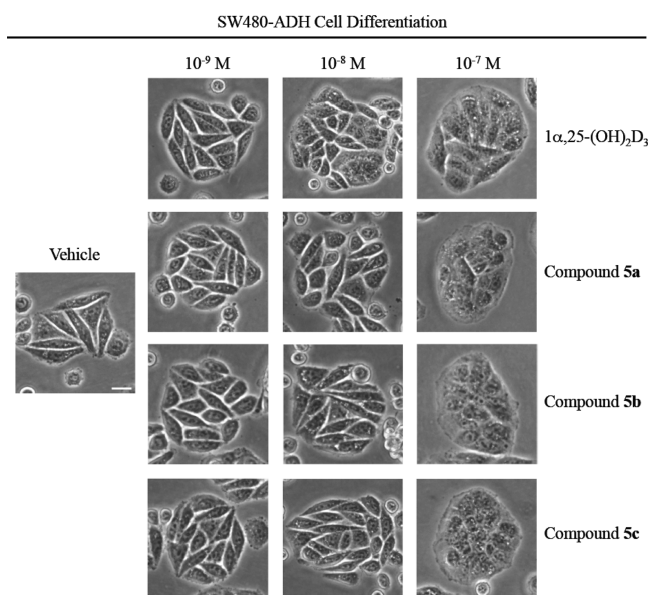 SW480-ADH Cell Differentiation
10⁻⁹ M 10⁻⁸ M 10⁻⁷ M
1α,25-(OH)₂D₃
Vehicle
Compound 5a
Compound 5b
Compound 5c